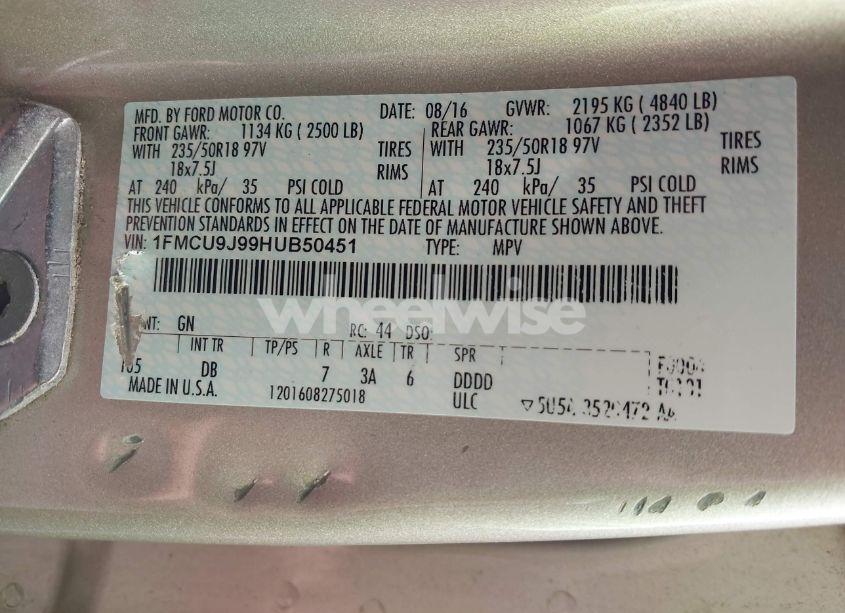 MFD. BY FORD MOTOR CO. DATE: 08/16 GVWR: 2195 KG ( 4840 LB)
FRONT GAWR: 1134 KG ( 2500 LB) REAR GAWR: 1067 KG ( 2352 LB)
WITH 235/50R18 97V TIRES WITH 235/50R18 97V TIRES
18x7.5J RIMS 18x7.5J RIMS
AT 240 kPa/ 35 PSI COLD AT 240 kPa/ 35 PSI COLD
THIS VEHICLE CONFORMS TO ALL APPLICABLE FEDERAL MOTOR VEHICLE SAFETY AND THEFT
PREVENTION STANDARDS IN EFFECT ON THE DATE OF MANUFACTURE SHOWN ABOVE.
VIN: 1FMCU9J99HUB50451 TYPE: MPV
wheelwise
GN RC: 44 DSO:
INT TR TP/PS R AXLE TR SPR
DB 7 3A 6 DDDD
MADE IN U.S.A. 1201608275018 ULC